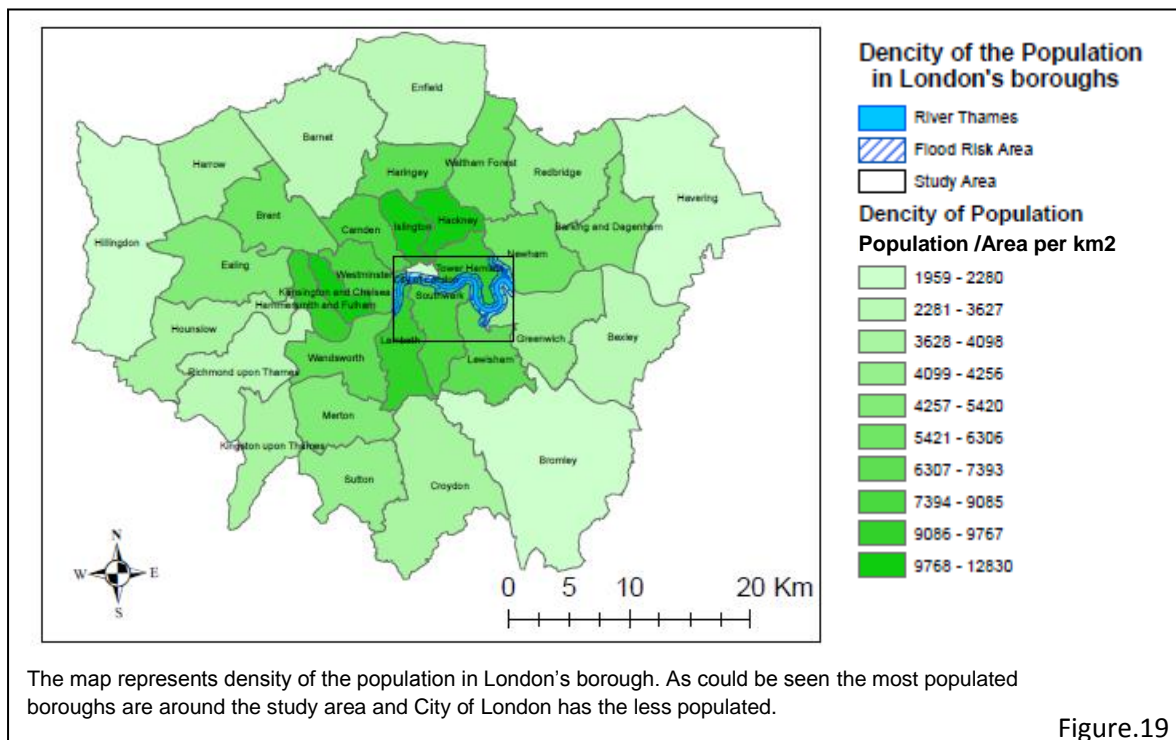 Dencity of the Population
in London's boroughs
River Thames
Flood Risk Area
Study Area
Dencity of Population
Population /Area per km2
1959 - 2280
2281 - 3627
3628 - 4098
4099 - 4256
4257 - 5420
5421 - 6306
6307 - 7393
7394 - 9085
9086 - 9767
9768 - 12830
Enfield
Barnet
Harrow
Waltham Forest
Haringey
Redbridge
Havering
Hillingdon
Brent
Camden
Islington
Hackney
Barking and Dagenham
Newham
Ealing
Westminster
Tower Hamlets
City of London
Kensington and Chelsea
Southwark
Hammersmith and Fulham
Hounslow
Greenwich
Bexley
Lambeth
Wandsworth
Lewisham
Richmond upon Thames
Merton
Kingston upon Thames
Bromley
Sutton
Croydon
N
W
E
S
0 5 10 20 Km
The map represents density of the population in London's borough. As could be seen the most populated
boroughs are around the study area and City of London has the less populated.
Figure.19